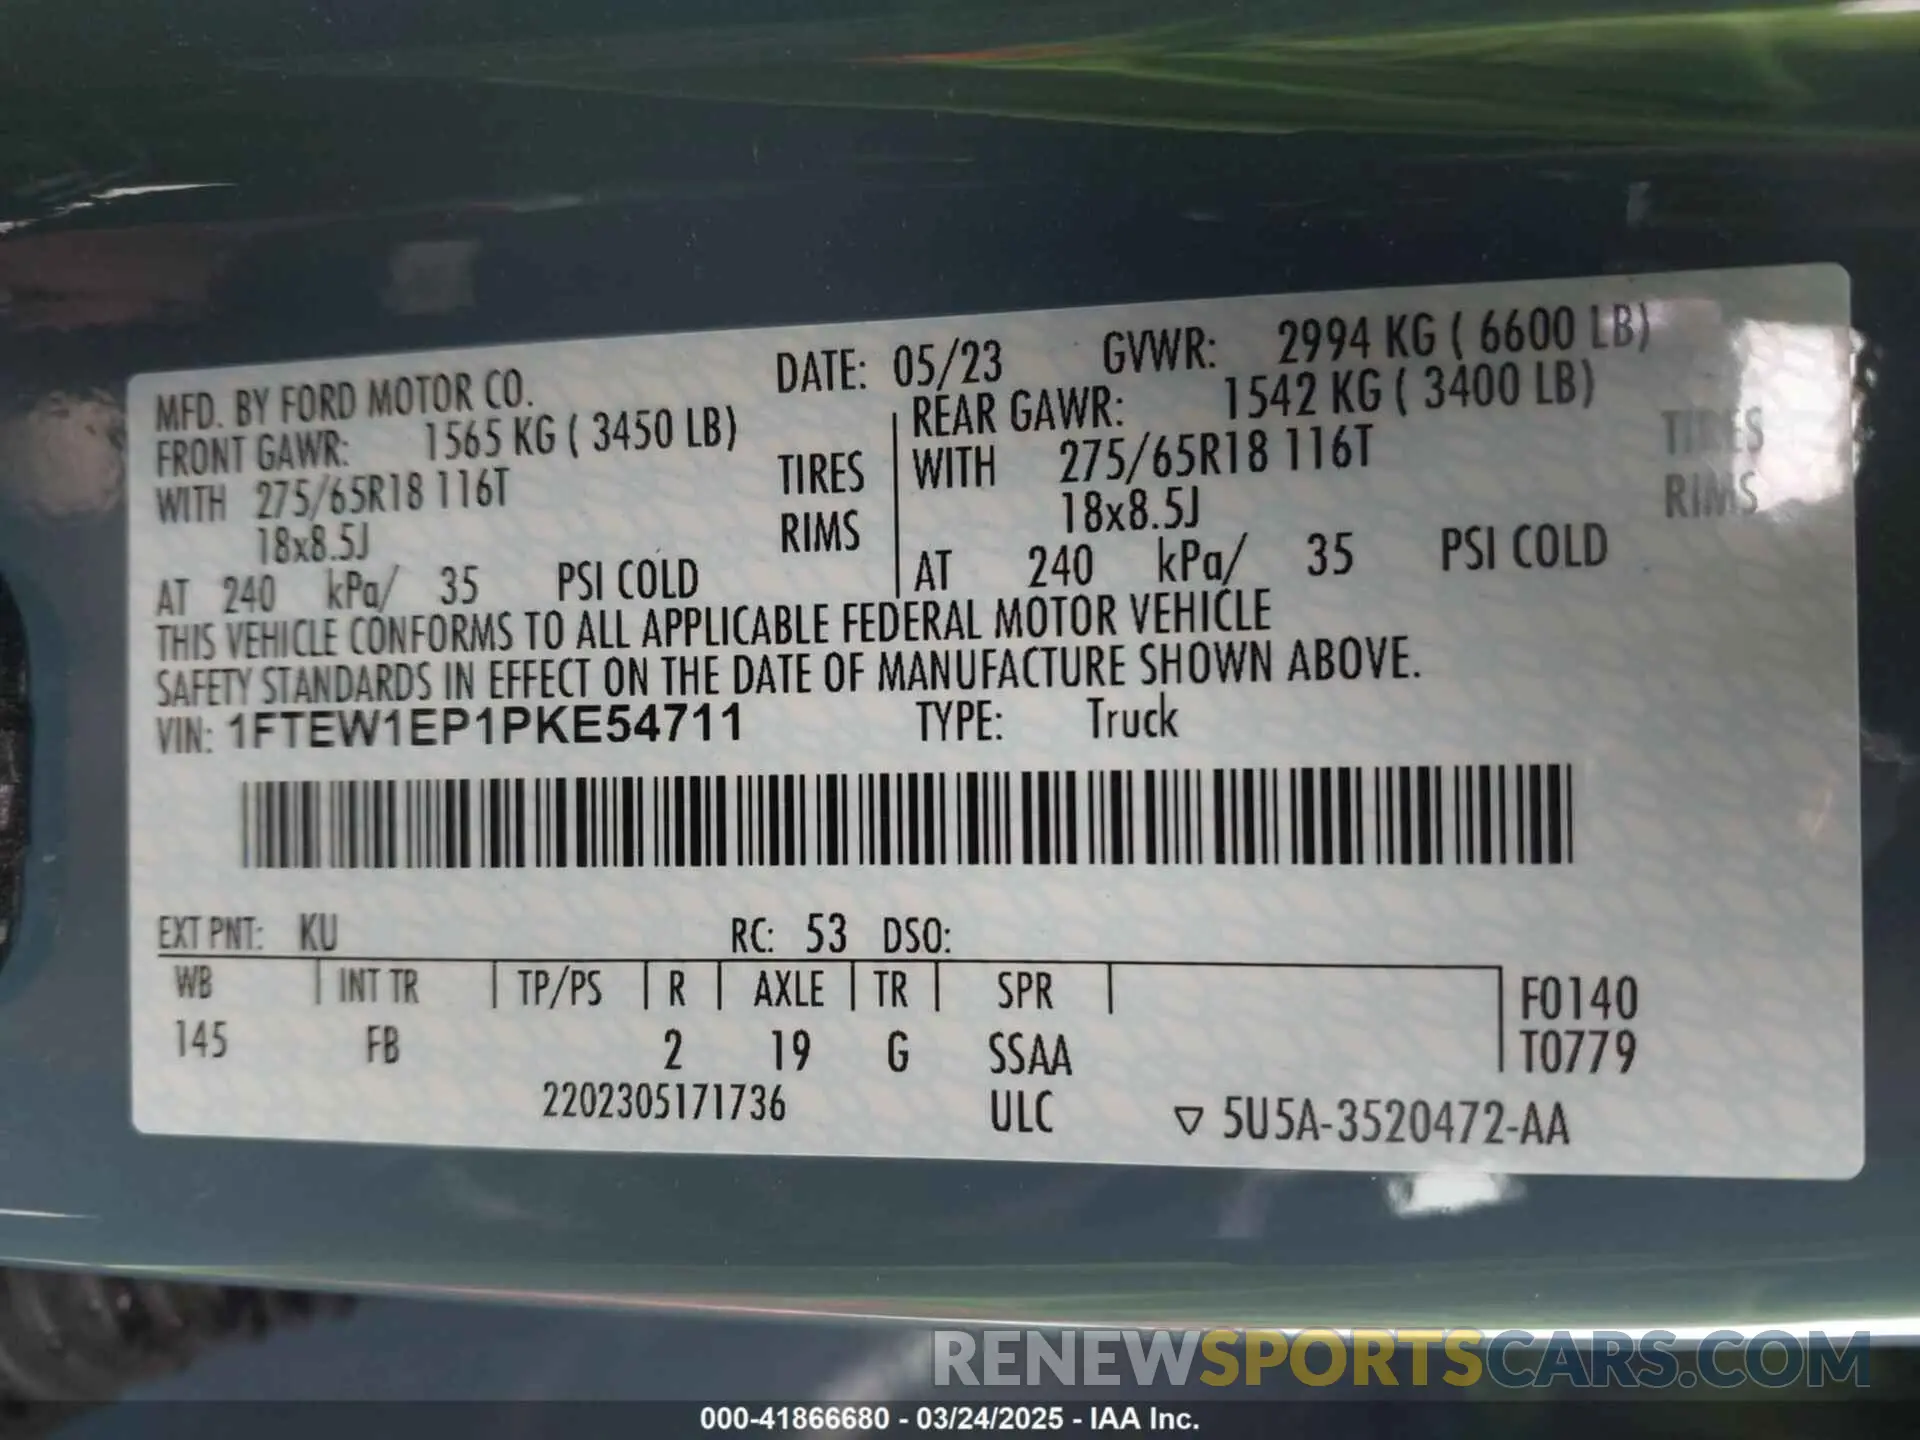 MFD. BY FORD MOTOR CO. DATE: 05/23 GVWR: 2994 KG ( 6600 LB)
FRONT GAWR: 1565 KG ( 3450 LB) REAR GAWR: 1542 KG ( 3400 LB)
WITH 275/65R18 116T TIRES WITH 275/65R18 116T TIRES
18x8.5J RIMS 18x8.5J RIMS
AT 240 kPa/ 35 PSI COLD AT 240 kPa/ 35 PSI COLD
THIS VEHICLE CONFORMS TO ALL APPLICABLE FEDERAL MOTOR VEHICLE
SAFETY STANDARDS IN EFFECT ON THE DATE OF MANUFACTURE SHOWN ABOVE.
VIN: 1FTEW1EP1PKE54711 TYPE: Truck
EXT PNT: KU RC: 53 DSO:
WB INT TR TP/PS R AXLE TR SPR F0140
145 FB 2 19 G SSAA T0779
2202305171736 ULC ▽ 5U5A-3520472-AA
RENEWSPORTSCARS.COM
000-41866680 - 03/24/2025 - IAA Inc.